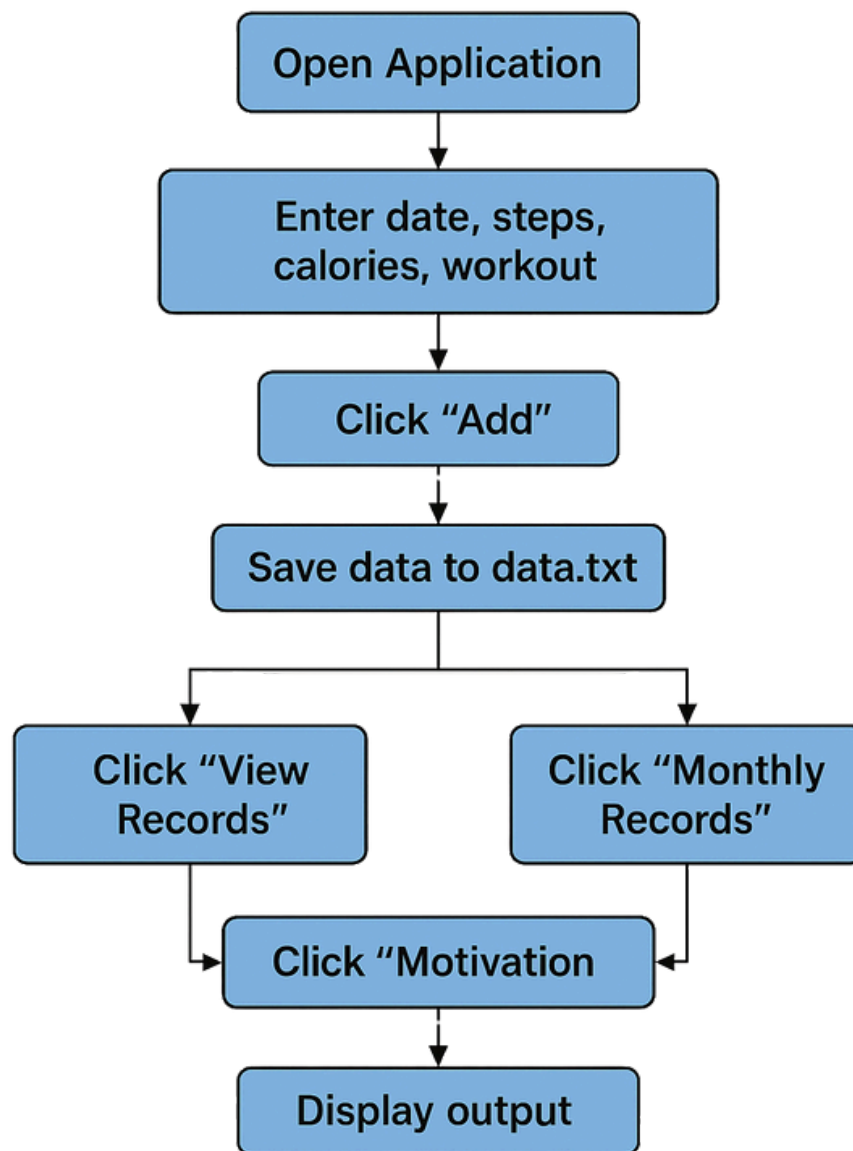 Open Application
Enter date, steps,
calories, workout
Click “Add”
Save data to data.txt
Click “View
Records”
Click “Monthly
Records”
Click “Motivation
Display output